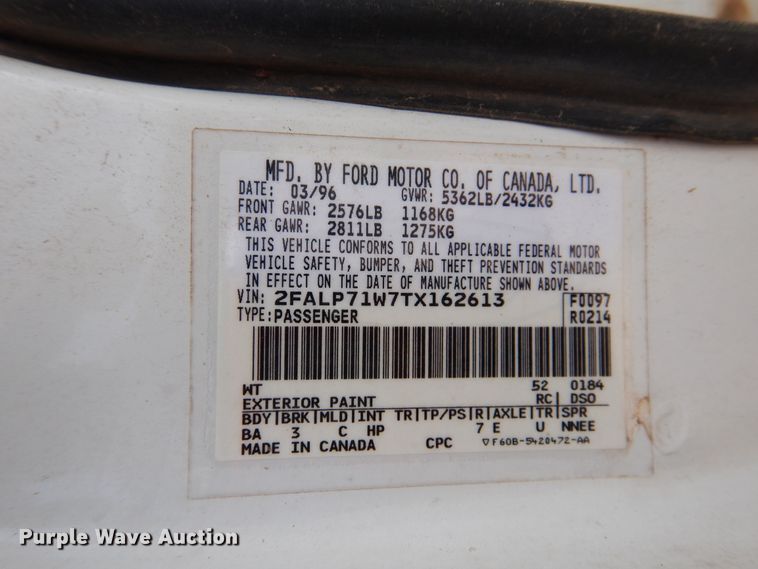 MFD. BY FORD MOTOR CO. OF CANADA, LTD.
DATE: 03/96 GVWR: 5362LB/2432KG
FRONT GAWR: 2576LB 1168KG
REAR GAWR: 2811LB 1275KG
THIS VEHICLE CONFORMS TO ALL APPLICABLE FEDERAL MOTOR
VEHICLE SAFETY, BUMPER, AND THEFT PREVENTION STANDARDS
IN EFFECT ON THE DATE OF MANUFACTURE SHOWN ABOVE.
VIN: 2FALP71W7TX162613 F0097
TYPE: PASSENGER R0214
WT 52 0184
EXTERIOR PAINT RC DSO
BDY|BRK|MLD|INT TR|TP/PS|R|AXLE|TR|SPR
BA 3 C HP 7 E U NNEE
MADE IN CANADA CPC ▽F60B-5420472-AA
Purple Wave Auction